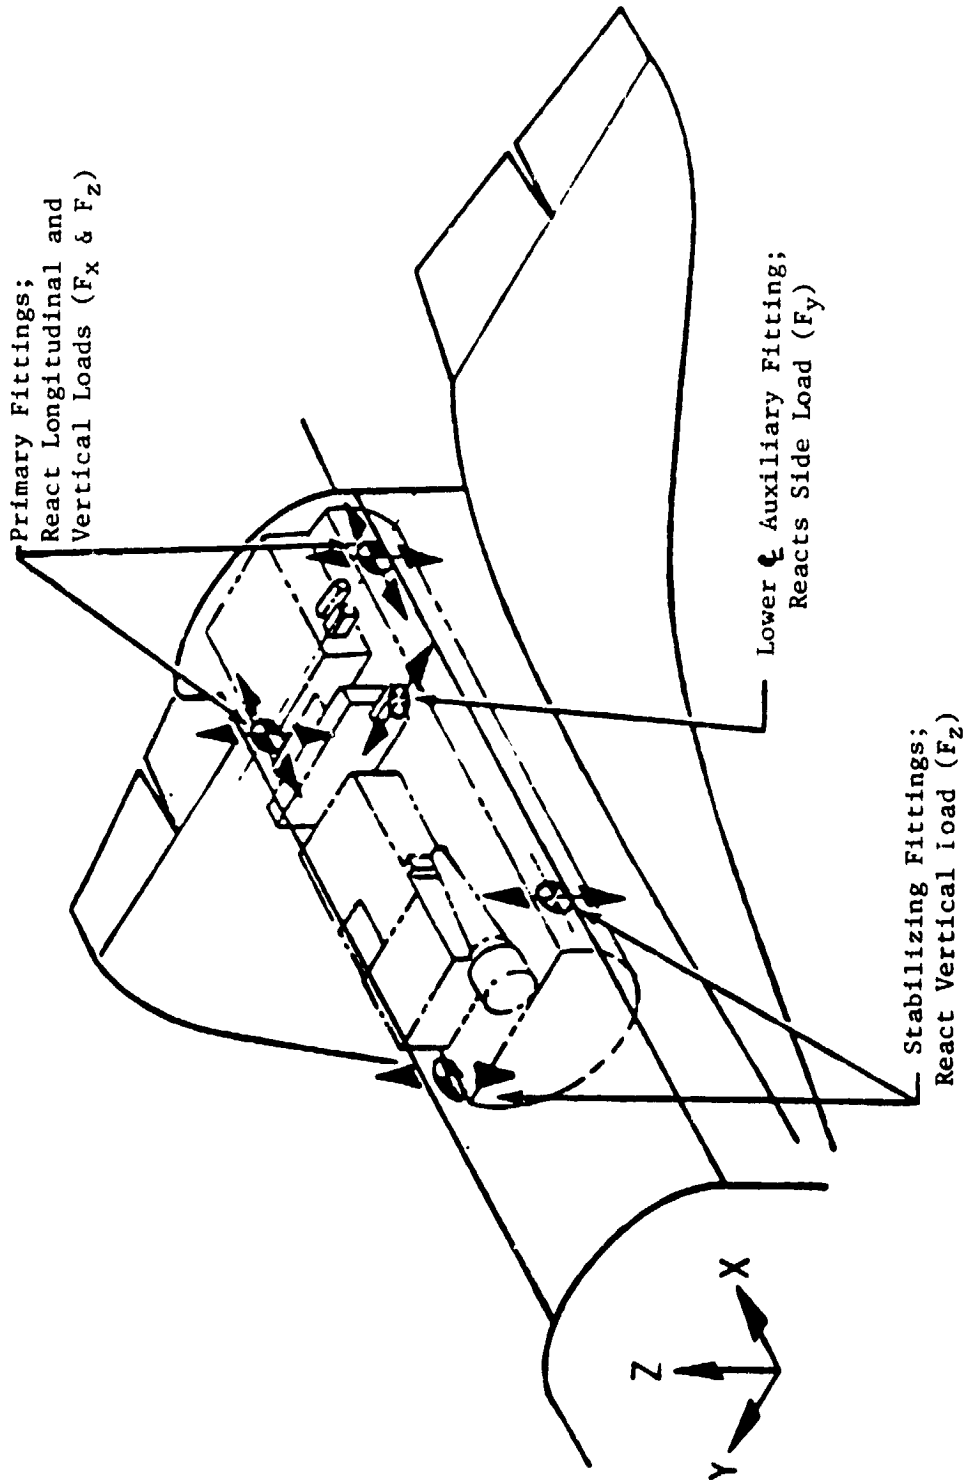 Primary Fittings;
React Longitudinal and
Vertical Loads (Fx & Fz)
Lower ℄ Auxiliary Fitting;
Reacts Side Load (Fy)
Stabilizing Fittings;
React Vertical load (Fz)
X
Z
Y